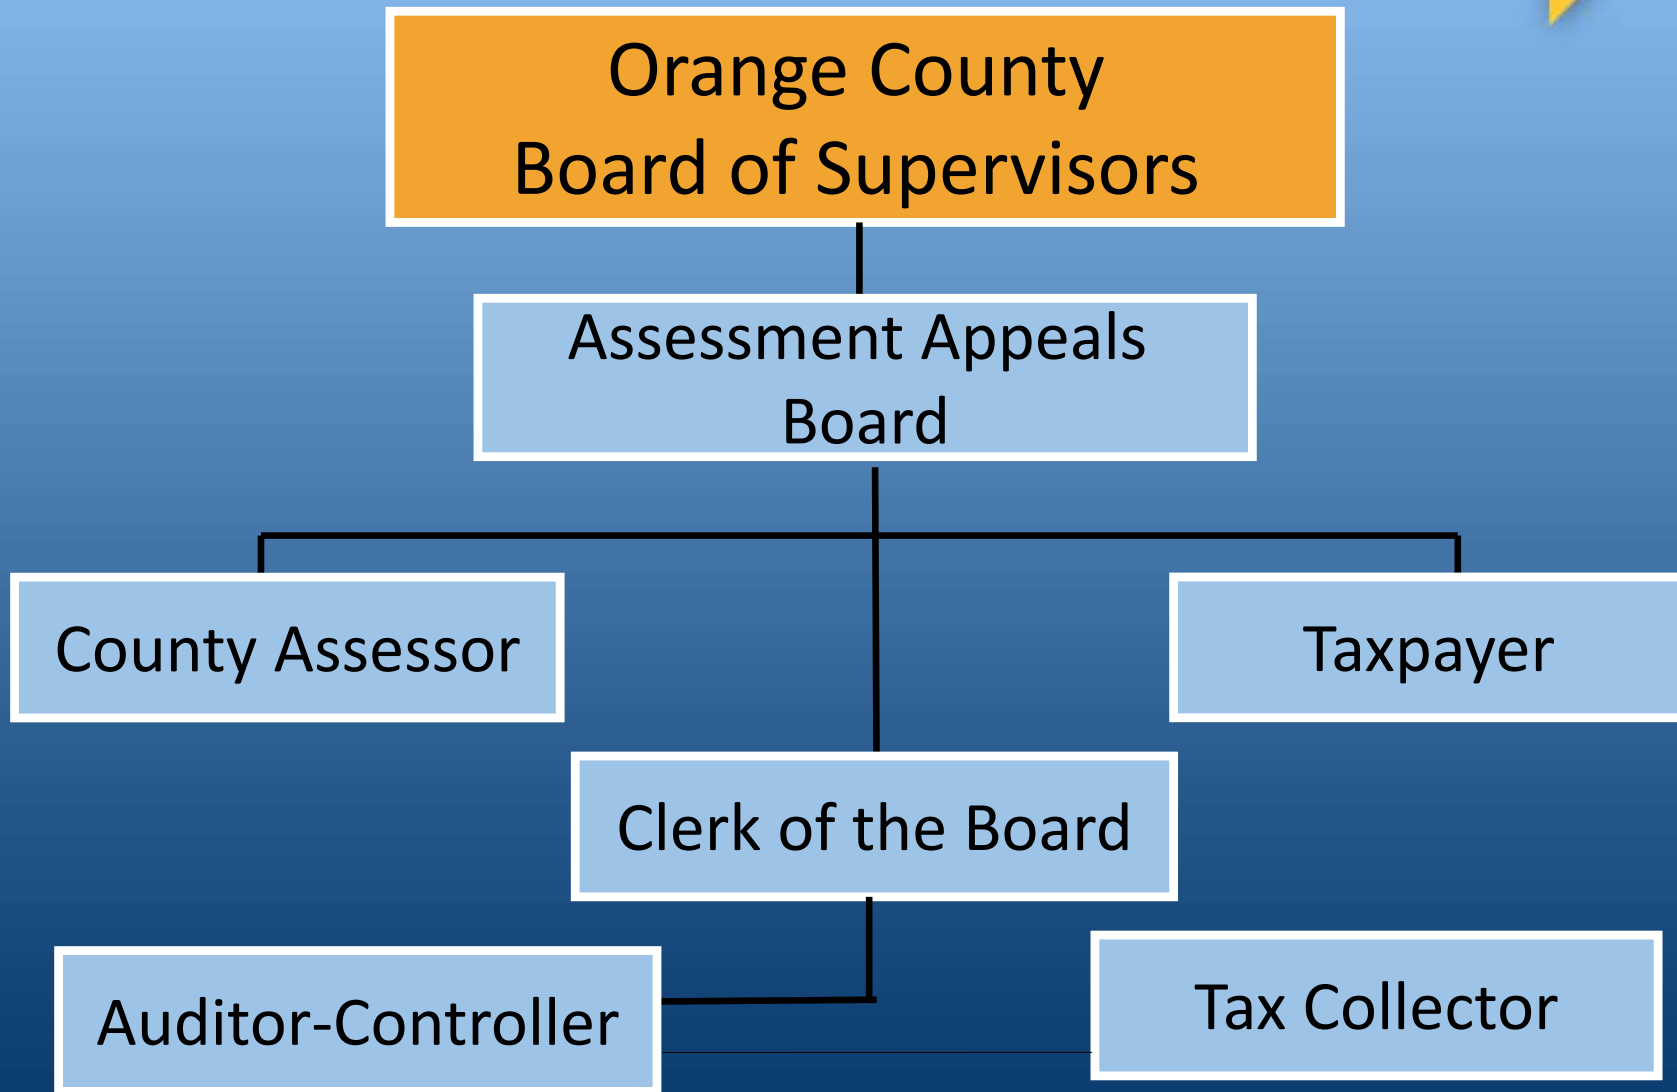 Orange County
Board of Supervisors
Assessment Appeals
Board
County Assessor
Taxpayer
Clerk of the Board
Auditor-Controller
Tax Collector